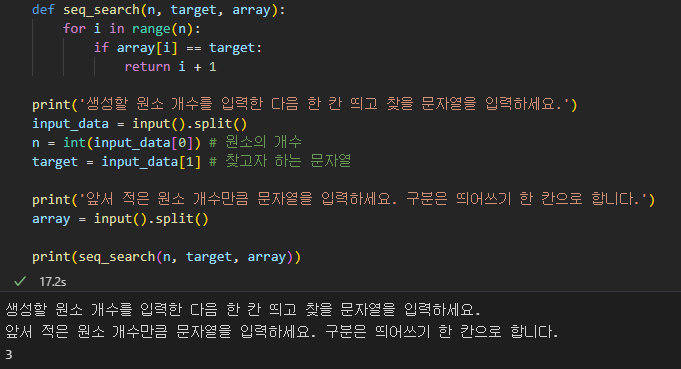 def seq_search(n, target, array):
    for i in range(n):
        if array[i] == target:
            return i + 1
print('생성할 원소 개수를 입력한 다음 한 칸 띄고 찾을 문자열을 입력하세요.')
input_data = input().split()
n = int(input_data[0]) # 원소의 개수
target = input_data[1] # 찾고자 하는 문자열
print('앞서 적은 원소 개수만큼 문자열을 입력하세요. 구분은 띄어쓰기 한 칸으로 합니다.')
array = input().split()
print(seq_search(n, target, array))
17.2s
생성할 원소 개수를 입력한 다음 한 칸 띄고 찾을 문자열을 입력하세요.
앞서 적은 원소 개수만큼 문자열을 입력하세요. 구분은 띄어쓰기 한 칸으로 합니다.
3